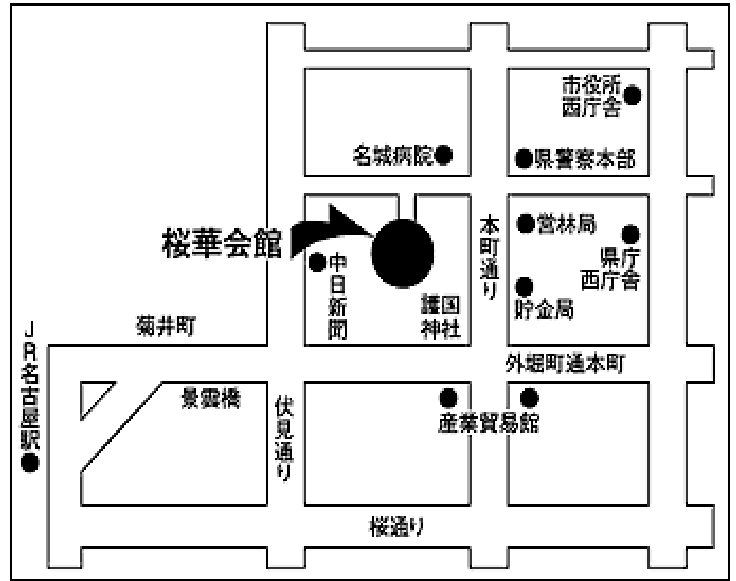 市役所
西庁舎
名城病院
県警察本部
桜華会館
中日新聞
護国
神社
本町通り
営林局
県庁
西庁舎
貯金局
菊井町
JR名古屋駅
外堀町通本町
景雲橋
伏見通り
産業貿易館
桜通り